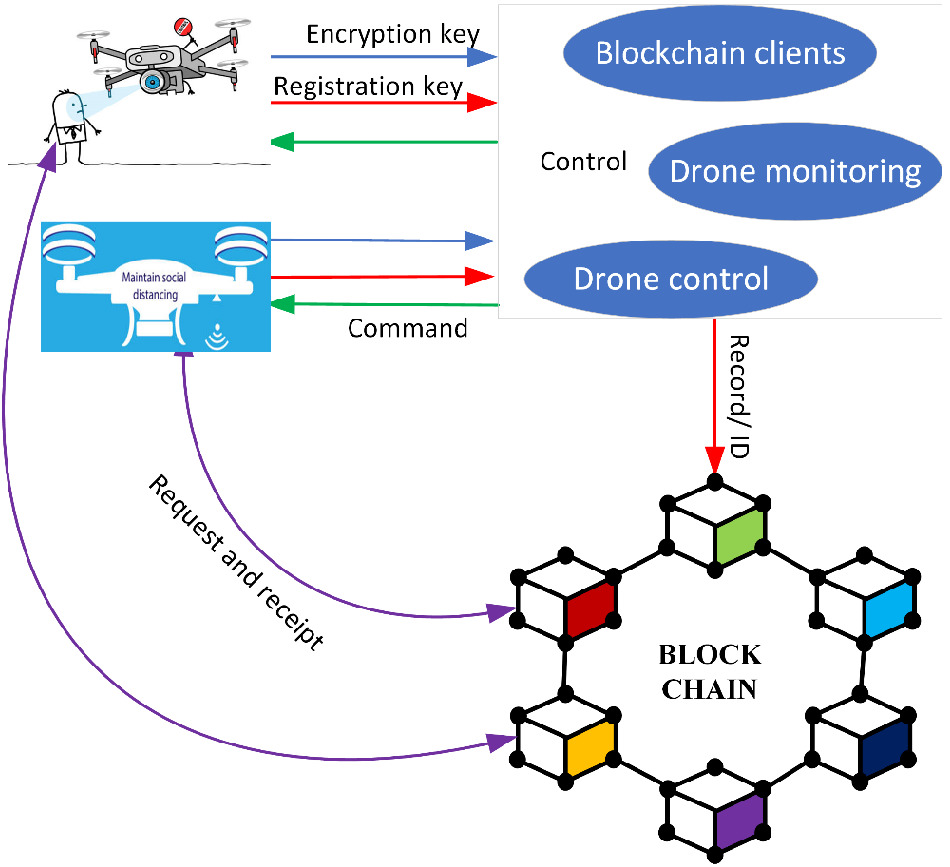 Encryption key
Registration key
Blockchain clients
Control
Drone monitoring
Maintain social
distancing
Drone control
Command
Record/ ID
Request and receipt
BLOCK
CHAIN